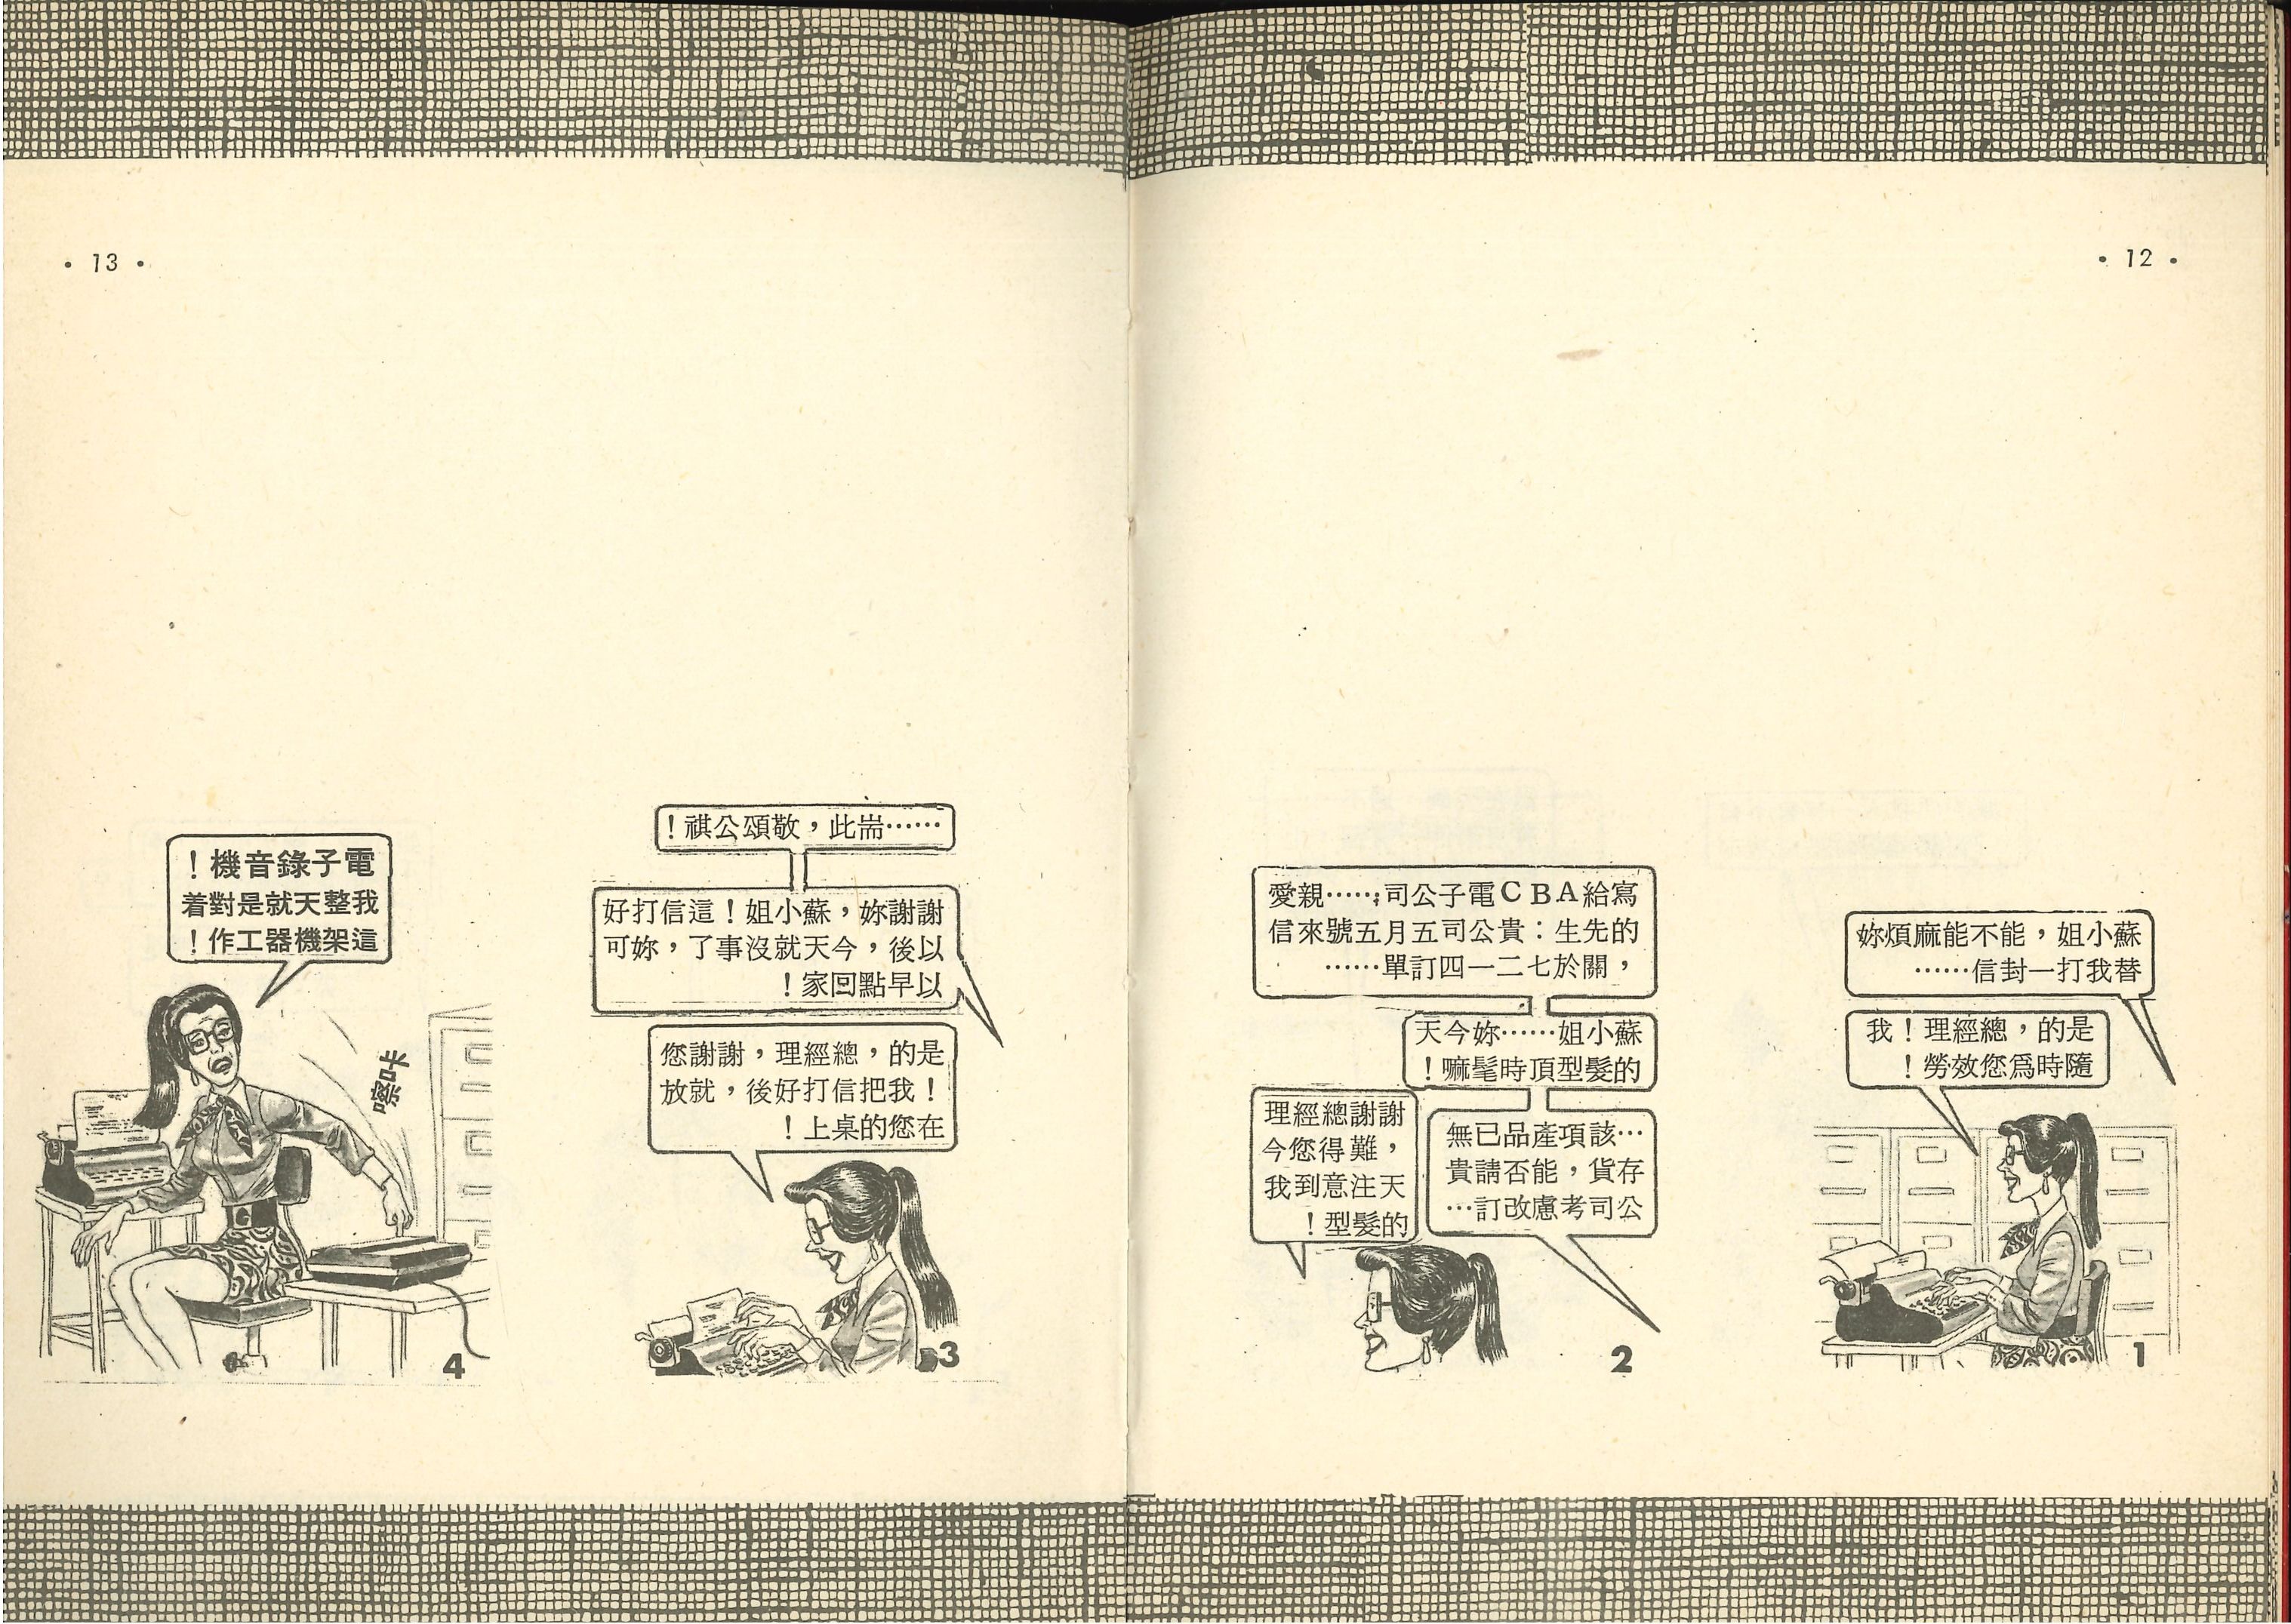 • 12 •
蘇小姐，能不能麻煩妳
替我打一封信……
是的，總經理！我
隨時爲您效勞！
1
寫給ABC電子公司；……親愛
的先生：貴公司五月五號來信
，關於七二一四訂單……
蘇小姐……妳今天
的髮型頂時髦嘛！
謝謝總經理
，難得您今
天注意到我
的髮型！
…該項產品已無
存貨，能否請貴
公司考慮改訂…
2
• 13 •
……耑此，敬頌公祺！
謝謝妳，蘇小姐！這信打好
以後，今天就沒事了，妳可
以早點回家！
是的，總經理，謝謝您
！我把信打好後，就放
在您的桌上！
3
電子錄音機！
我整天就是對着
這架機器工作！
咔嚓
4